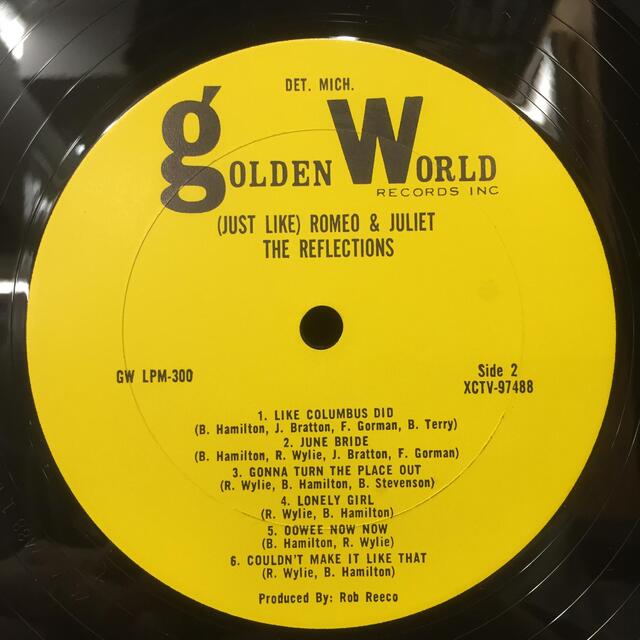 DET. MICH.
gOLDEN WORLD
RECORDS INC
(JUST LIKE) ROMEO & JULIET
THE REFLECTIONS
GW LPM-300
Side 2
XCTV-97488
1. LIKE COLUMBUS DID
(B. Hamilton, J. Bratton, F. Gorman, B. Terry)
2. JUNE BRIDE
(B. Hamilton, R. Wylie, J. Bratton, F. Gorman)
3. GONNA TURN THE PLACE OUT
(R. Wylie, B. Hamilton, B. Stevenson)
4. LONELY GIRL
(R. Wylie, B. Hamilton)
5. OOWEE NOW NOW
(B. Hamilton, R. Wylie)
6. COULDN'T MAKE IT LIKE THAT
(R. Wylie, B. Hamilton)
Produced By: Rob Reeco